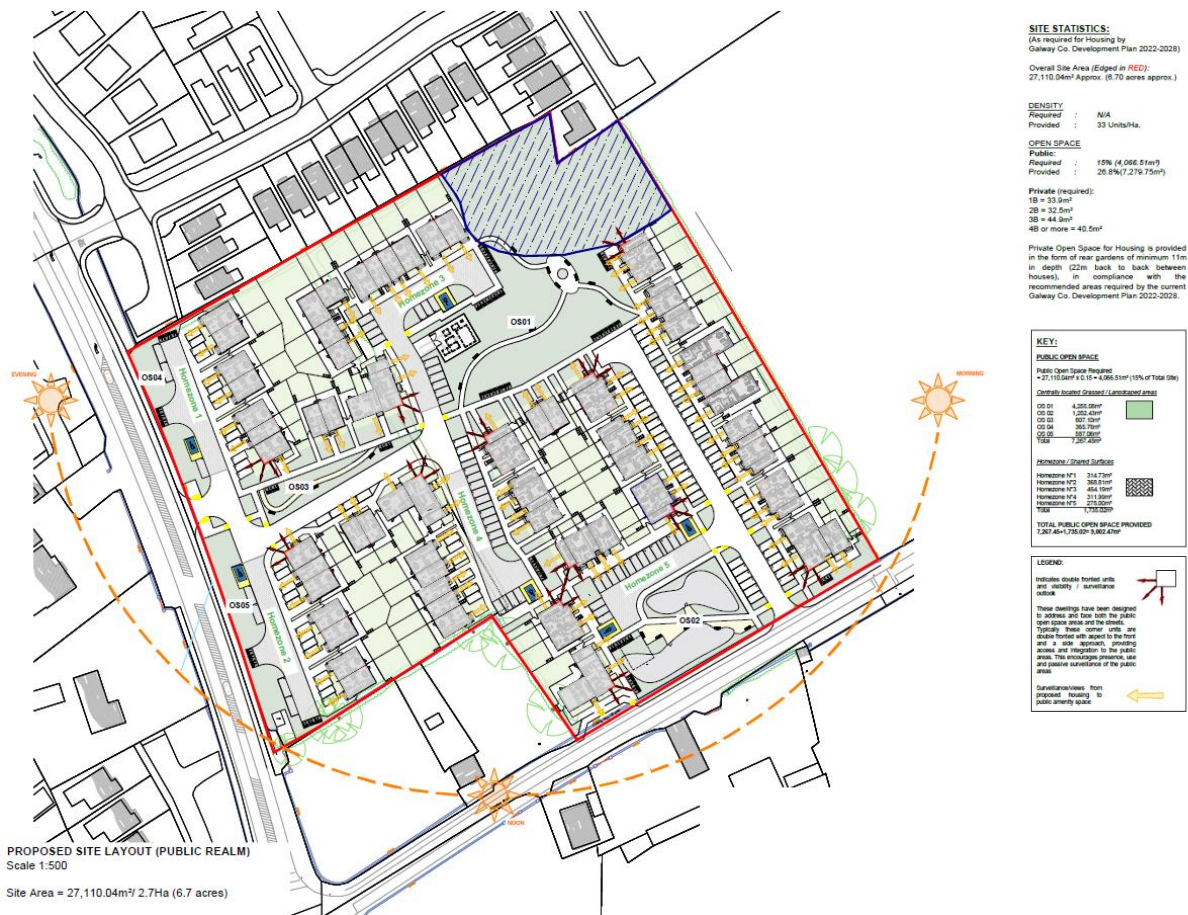 SITE STATISTICS:
(As required for Housing by
Galway Co. Development Plan 2022-2028)
Overall Site Area (Edged in RED):
27,110.04m² Approx. (6.70 acres approx.)
DENSITY
Required : N/A
Provided : 33 Units/Ha.
OPEN SPACE
Public:
Required : 15% (4,066.51m²)
Provided : 26.8%(7,279.75m²)
Private (required):
1B = 33.9m²
2B = 32.5m²
3B = 44.9m²
4B or more = 40.5m²
Private Open Space for Housing is provided
in the form of rear gardens of minimum 11m
in depth (22m back to back between
houses), in compliance with the
recommended areas required by the current
Galway Co. Development Plan 2022-2028.
KEY:
PUBLIC OPEN SPACE
Public Open Space Required
= 27,110.04m² x 0.15 = 4,066.51m² (15% of Total Site)
Centrally located Grassed / Landscaped areas
OS 01
OS 02 1,252.43m²
OS 03
OS 04 365.78m²
OS 05 587.06m²
Total 7,267.45m²
Homezone / Shared Surfaces
Homezone Nº1 314.73m²
Homezone Nº2 368.81m²
Homezone Nº3 464.19m²
Homezone Nº4 311.99m²
Homezone Nº5
Total 1,735.02m²
TOTAL PUBLIC OPEN SPACE PROVIDED
7,267.45+1,735.02= 9,002.47m²
LEGEND:
Indicates double fronted units
and visibility / surveillance
outlook
These dwellings have been designed
to address and face both the public
open space areas and the streets.
Typically these corner units are
double fronted with aspect to the front
and a side approach, providing
access and integration to the public
areas. This encourages presence, use
and passive surveillance of the public
areas
Surveillance/views from
proposed housing to
public amenity space
EVENING
MORNING
NOON
Homezone 3
OS01
OS04
Homezone 1
OS03
Homezone 4
Homezone 5
OS05
OS02
Homezone 2
PROPOSED SITE LAYOUT (PUBLIC REALM)
Scale 1:500
Site Area = 27,110.04m²/ 2.7Ha (6.7 acres)